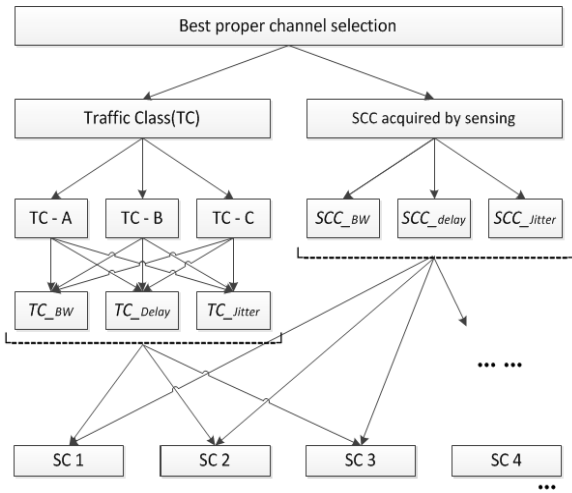 Best proper channel selection
Traffic Class(TC)
SCC acquired by sensing
TC - A
TC - B
TC - C
SCC_BW
SCC_delay
SCC_Jitter
TC_BW
TC_Delay
TC_Jitter
... ...
SC 1
SC 2
SC 3
SC 4
...